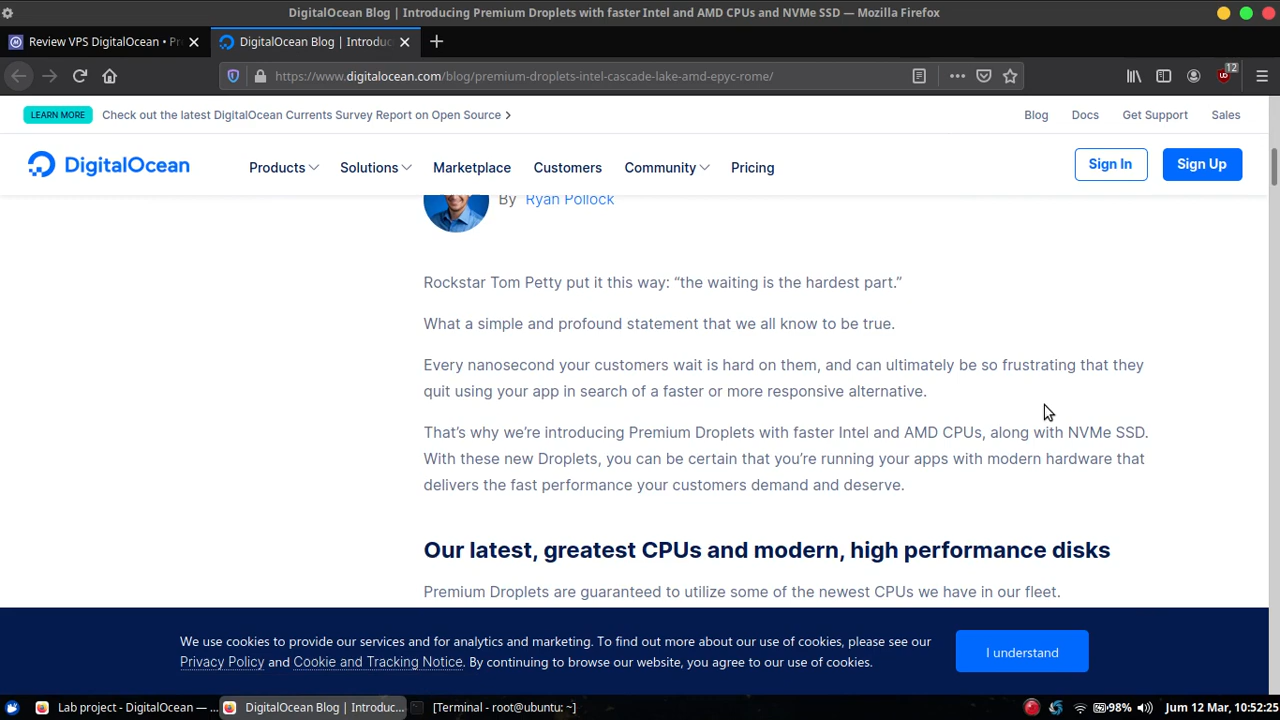 DigitalOcean Blog | Introducing Premium Droplets with faster Intel and AMD CPUs and NVMe SSD — Mozilla Firefox
Review VPS DigitalOcean • Pr
DigitalOcean Blog | Introduc
https://www.digitalocean.com/blog/premium-droplets-intel-cascade-lake-amd-epyc-rome/
12
LEARN MORE Check out the latest DigitalOcean Currents Survey Report on Open Source
Blog Docs Get Support Sales
DigitalOcean Products Solutions Marketplace Customers Community Pricing Sign In Sign Up
By Ryan Pollock
Rockstar Tom Petty put it this way: “the waiting is the hardest part.”
What a simple and profound statement that we all know to be true.
Every nanosecond your customers wait is hard on them, and can ultimately be so frustrating that they
quit using your app in search of a faster or more responsive alternative.
That’s why we’re introducing Premium Droplets with faster Intel and AMD CPUs, along with NVMe SSD.
With these new Droplets, you can be certain that you’re running your apps with modern hardware that
delivers the fast performance your customers demand and deserve.
Our latest, greatest CPUs and modern, high performance disks
Premium Droplets are guaranteed to utilize some of the newest CPUs we have in our fleet.
We use cookies to provide our services and for analytics and marketing. To find out more about our use of cookies, please see our
Privacy Policy and Cookie and Tracking Notice. By continuing to browse our website, you agree to our use of cookies.
I understand
Lab project - DigitalOcean — ...
DigitalOcean Blog | Introduc...
[Terminal - root@ubuntu: ~]
98%
Jum 12 Mar, 10:52:25